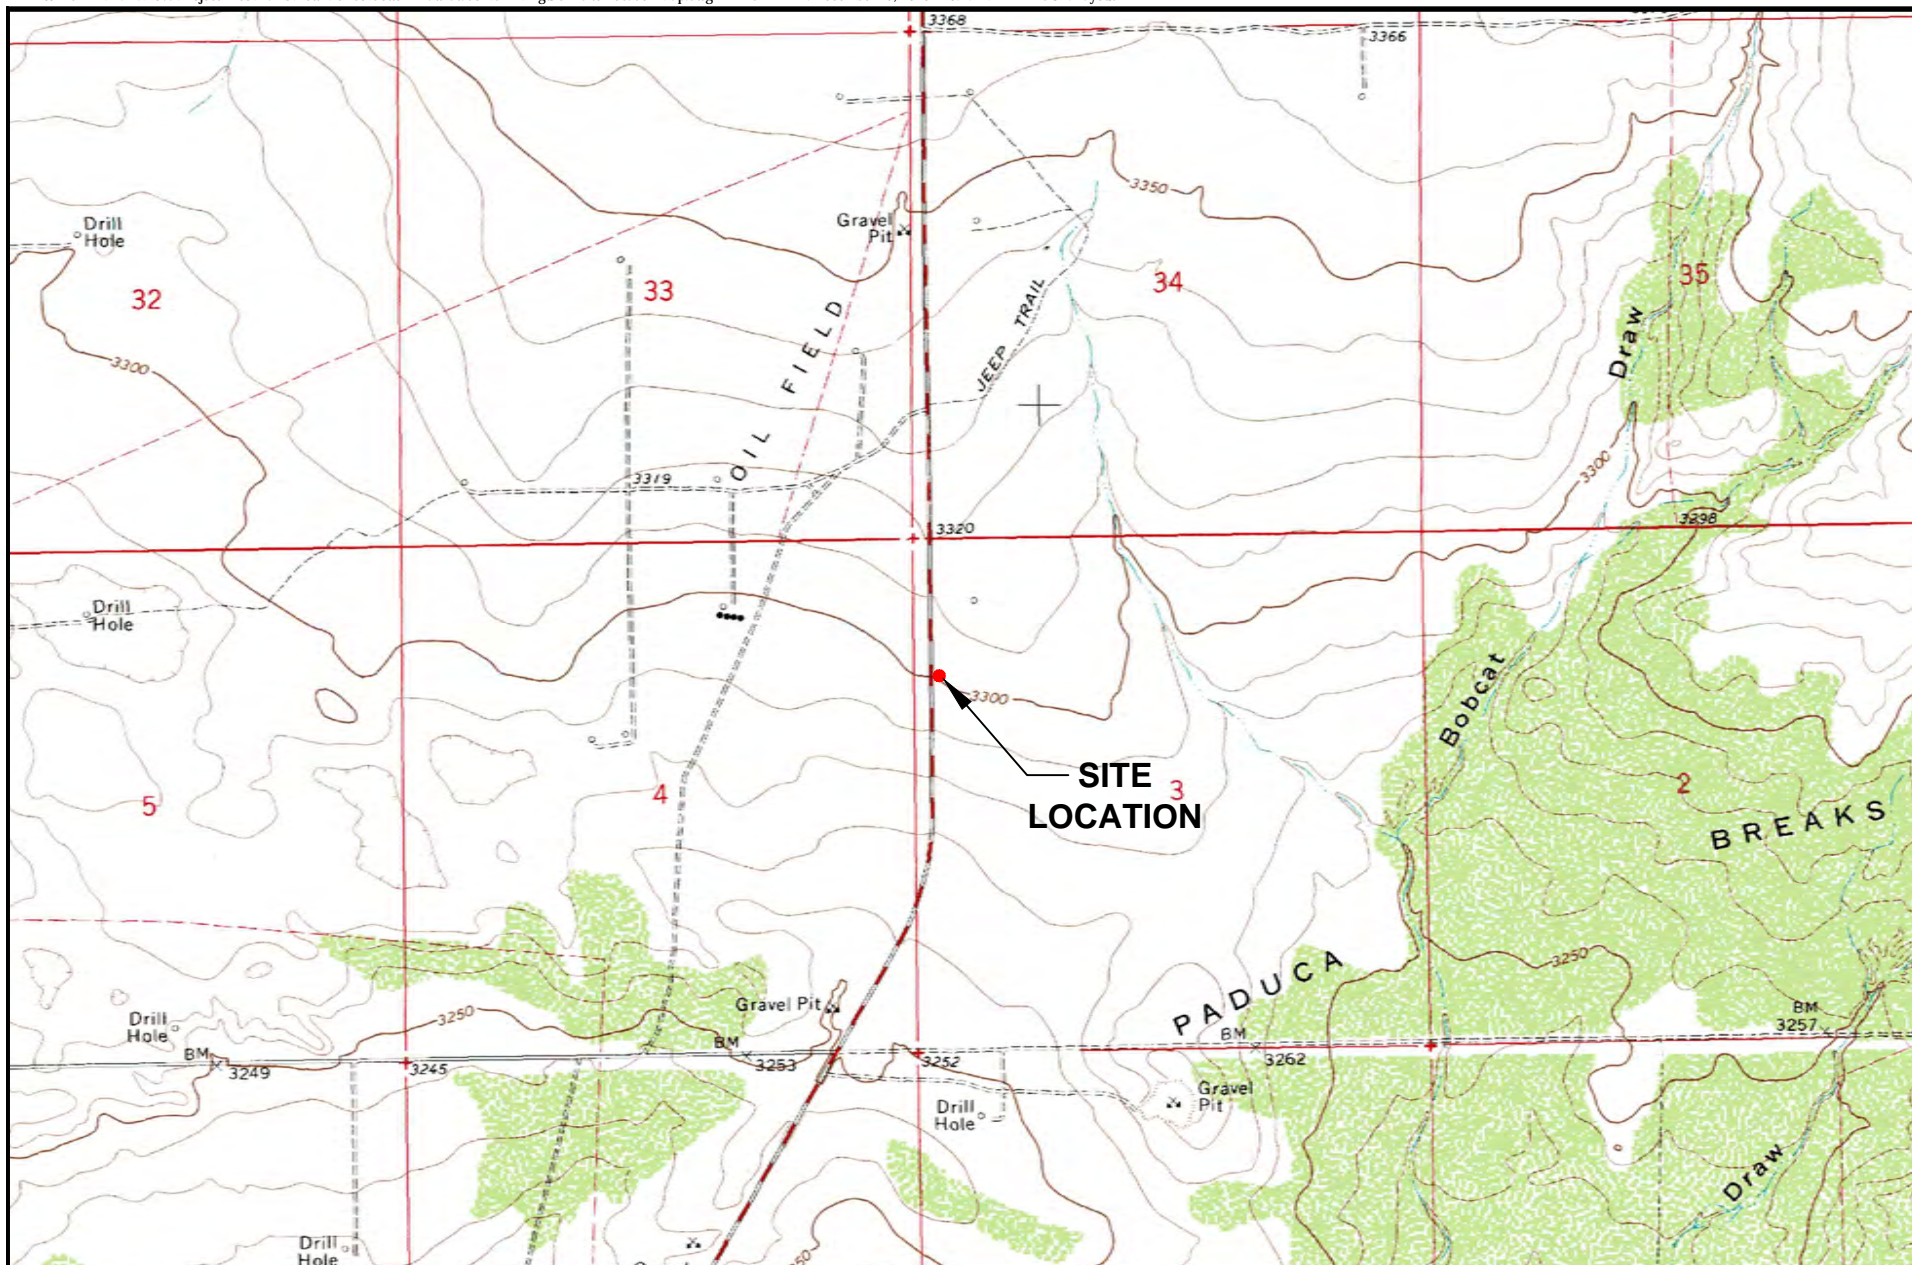 3368
3366
3350
Drill
Hole
Gravel
Pit
32
33
34
35
OIL FIELD
JEEP TRAIL
Draw
3300
3300
3319
3320
3298
Drill
Hole
Bobcat
3300
SITE
LOCATION
5
4
3
2
BREAKS
PADUCA
3250
3250
Gravel Pit
Drill
Hole
BM
3249
3245
BM
3253
3252
BM
3262
BM
3257
Gravel
Pit
Drill
Hole
Draw
Drill
Hole